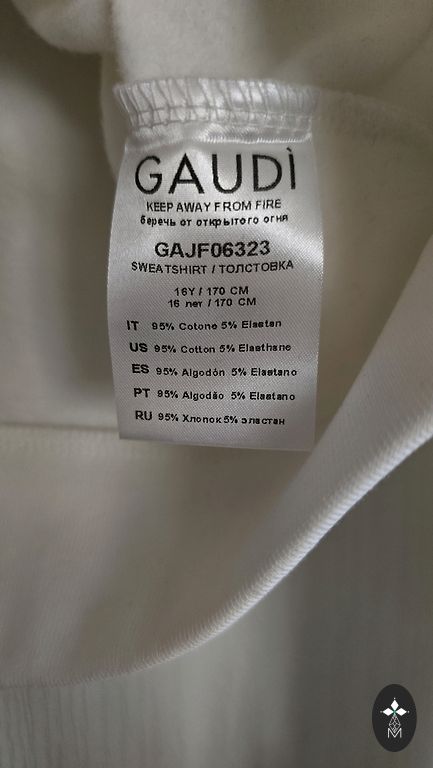 GAUDÌ
KEEP AWAY FROM FIRE
беречь от открытого огня
GAJF06323
SWEATSHIRT / ТОЛСТОВКА
16Y / 170 CM
16 лет / 170 CM
IT 95% Cotone 5% Elastan
US 95% Cotton 5% Elasthane
ES 95% Algodón 5% Elastano
PT 95% Algodão 5% Elastano
RU 95% Хлопок 5% эластан
M